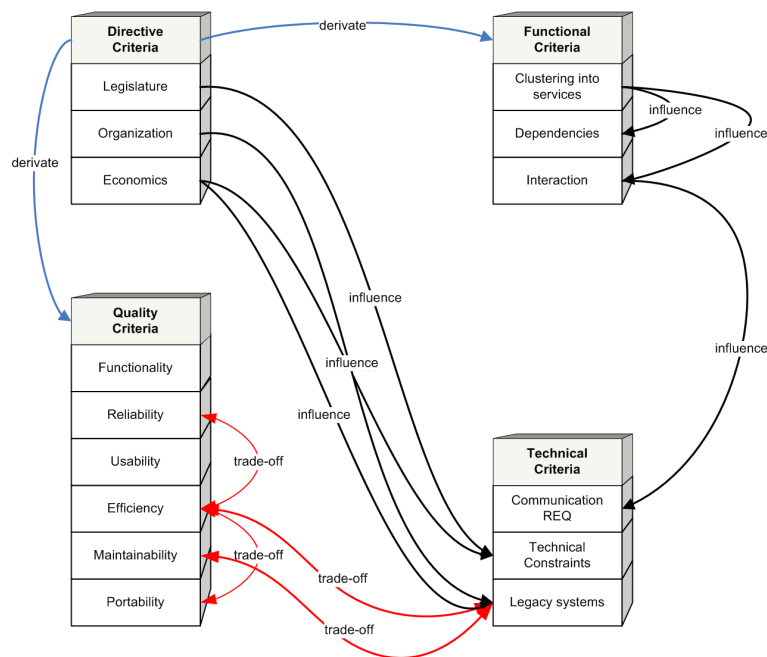 Directive
Criteria
Legislature
Organization
Economics
derivate
derivate
Functional
Criteria
Clustering into
services
Dependencies
Interaction
influence
influence
influence
influence
influence
influence
Quality
Criteria
Functionality
Reliability
Usability
Efficiency
Maintainability
Portability
trade-off
trade-off
trade-off
trade-off
Technical
Criteria
Communication
REQ
Technical
Constraints
Legacy systems